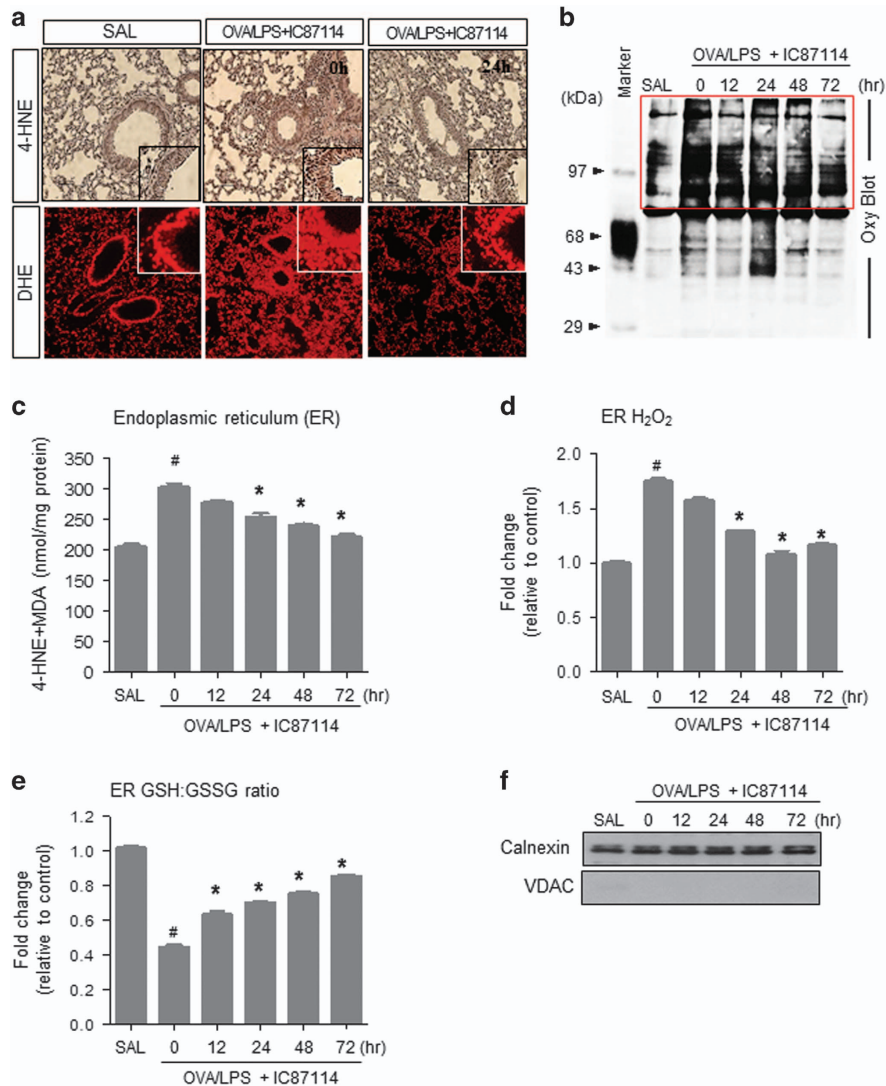 a
SAL
OVA/LPS+IC87114
OVA/LPS+IC87114
4-HNE
0h
24h
DHE
b
OVA/LPS + IC87114
Marker
SAL 0 12 24 48 72 (hr)
(kDa)
97
68
43
29
Oxy Blot
c
Endoplasmic reticulum (ER)
4-HNE+MDA (nmol/mg protein)
350
300
250
200
150
100
50
0
#
*
*
*
SAL 0 12 24 48 72 (hr)
OVA/LPS + IC87114
d
ER H₂O₂
Fold change
(relative to control)
2.0
1.5
1.0
0.5
0.0
#
*
*
*
SAL 0 12 24 48 72 (hr)
OVA/LPS + IC87114
e
ER GSH:GSSG ratio
Fold change
(relative to control)
1.2
1.0
0.8
0.6
0.4
0.2
0.0
#
*
*
*
*
SAL 0 12 24 48 72 (hr)
OVA/LPS + IC87114
f
OVA/LPS + IC87114
SAL 0 12 24 48 72 (hr)
Calnexin
VDAC